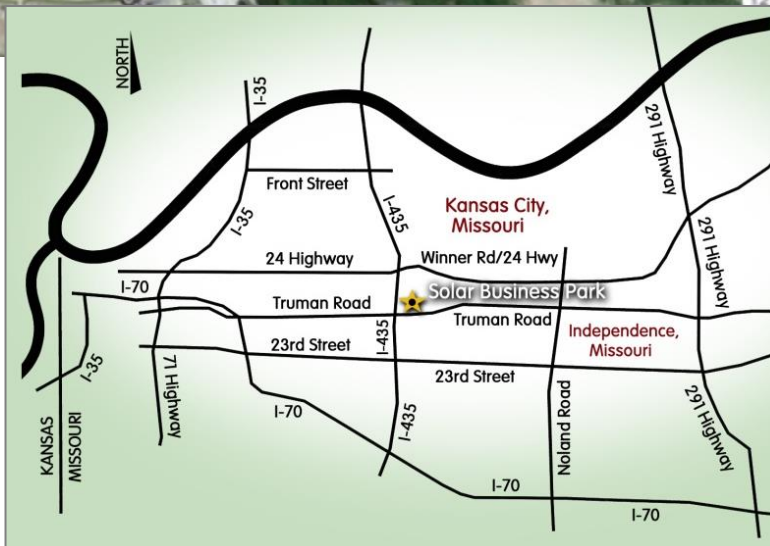 NORTH
I-35
291 Highway
Front Street
I-435
Kansas City,
Missouri
I-35
291 Highway
24 Highway
Winner Rd/24 Hwy
I-70
Solar Business Park
Truman Road
Truman Road
Independence,
Missouri
I-435
23rd Street
23rd Street
I-35
71 Highway
I-70
I-435
Noland Road
291 Highway
KANSAS
MISSOURI
I-70
I-70